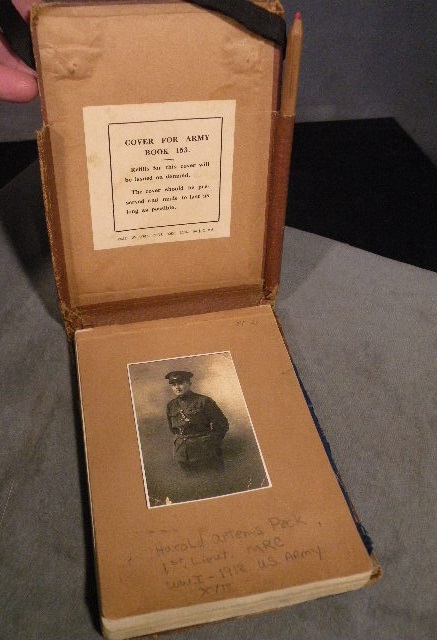 COVER FOR ARMY
BOOK 153.
Refills for this cover will
be issued on demand.
The cover should be pre-
served and made to last as
long as possible.
Harold Artems Peck
1st Lieut. MRC
WWI - 1918 US Army